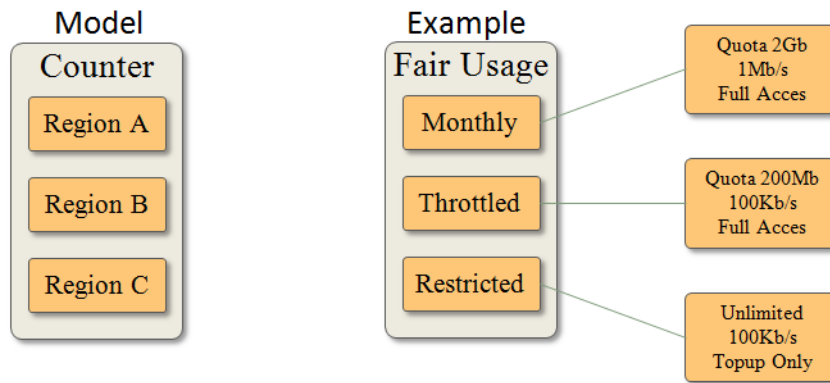 Model
Counter
Region A
Region B
Region C
Example
Fair Usage
Monthly
Throttled
Restricted
Quota 2Gb
1Mb/s
Full Acces
Quota 200Mb
100Kb/s
Full Acces
Unlimited
100Kb/s
Topup Only